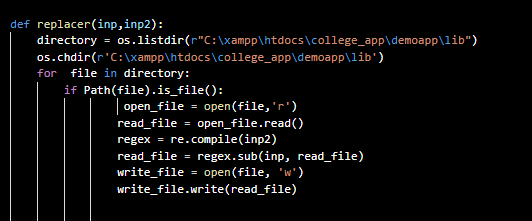 def replacer(inp,inp2):
    directory = os.listdir(r"C:\xampp\htdocs\college_app\demoapp\lib")
    os.chdir(r'C:\xampp\htdocs\college_app\demoapp\lib')
    for  file in directory:
        if Path(file).is_file():
                open_file = open(file,'r')
                read_file = open_file.read()
                regex = re.compile(inp2)
                read_file = regex.sub(inp, read_file)
                write_file = open(file, 'w')
                write_file.write(read_file)